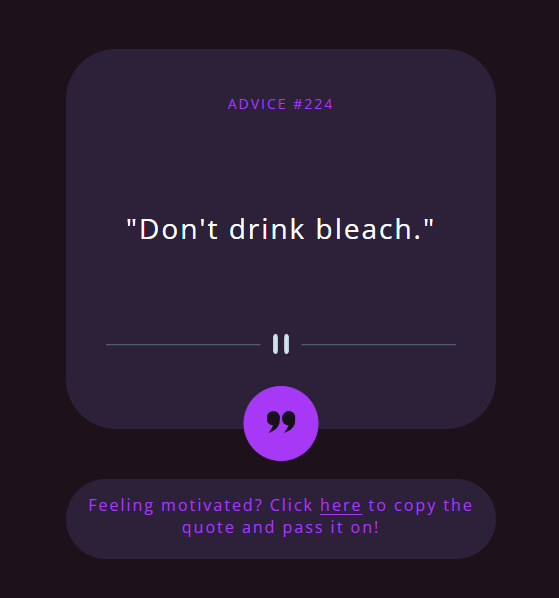 ADVICE #224
"Don't drink bleach."
Feeling motivated? Click here to copy the
quote and pass it on!